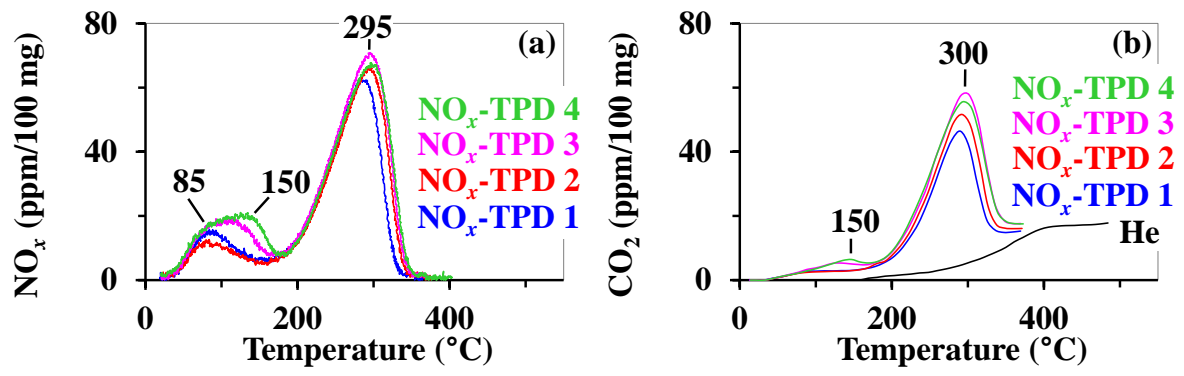 80
40
0
NOx (ppm/100 mg)
295
(a)
NOx-TPD 4
NOx-TPD 3
NOx-TPD 2
NOx-TPD 1
85
150
0
200
400
Temperature (°C)
80
40
0
CO2 (ppm/100 mg)
300
(b)
NOx-TPD 4
NOx-TPD 3
NOx-TPD 2
NOx-TPD 1
150
He
0
200
400
Temperature (°C)